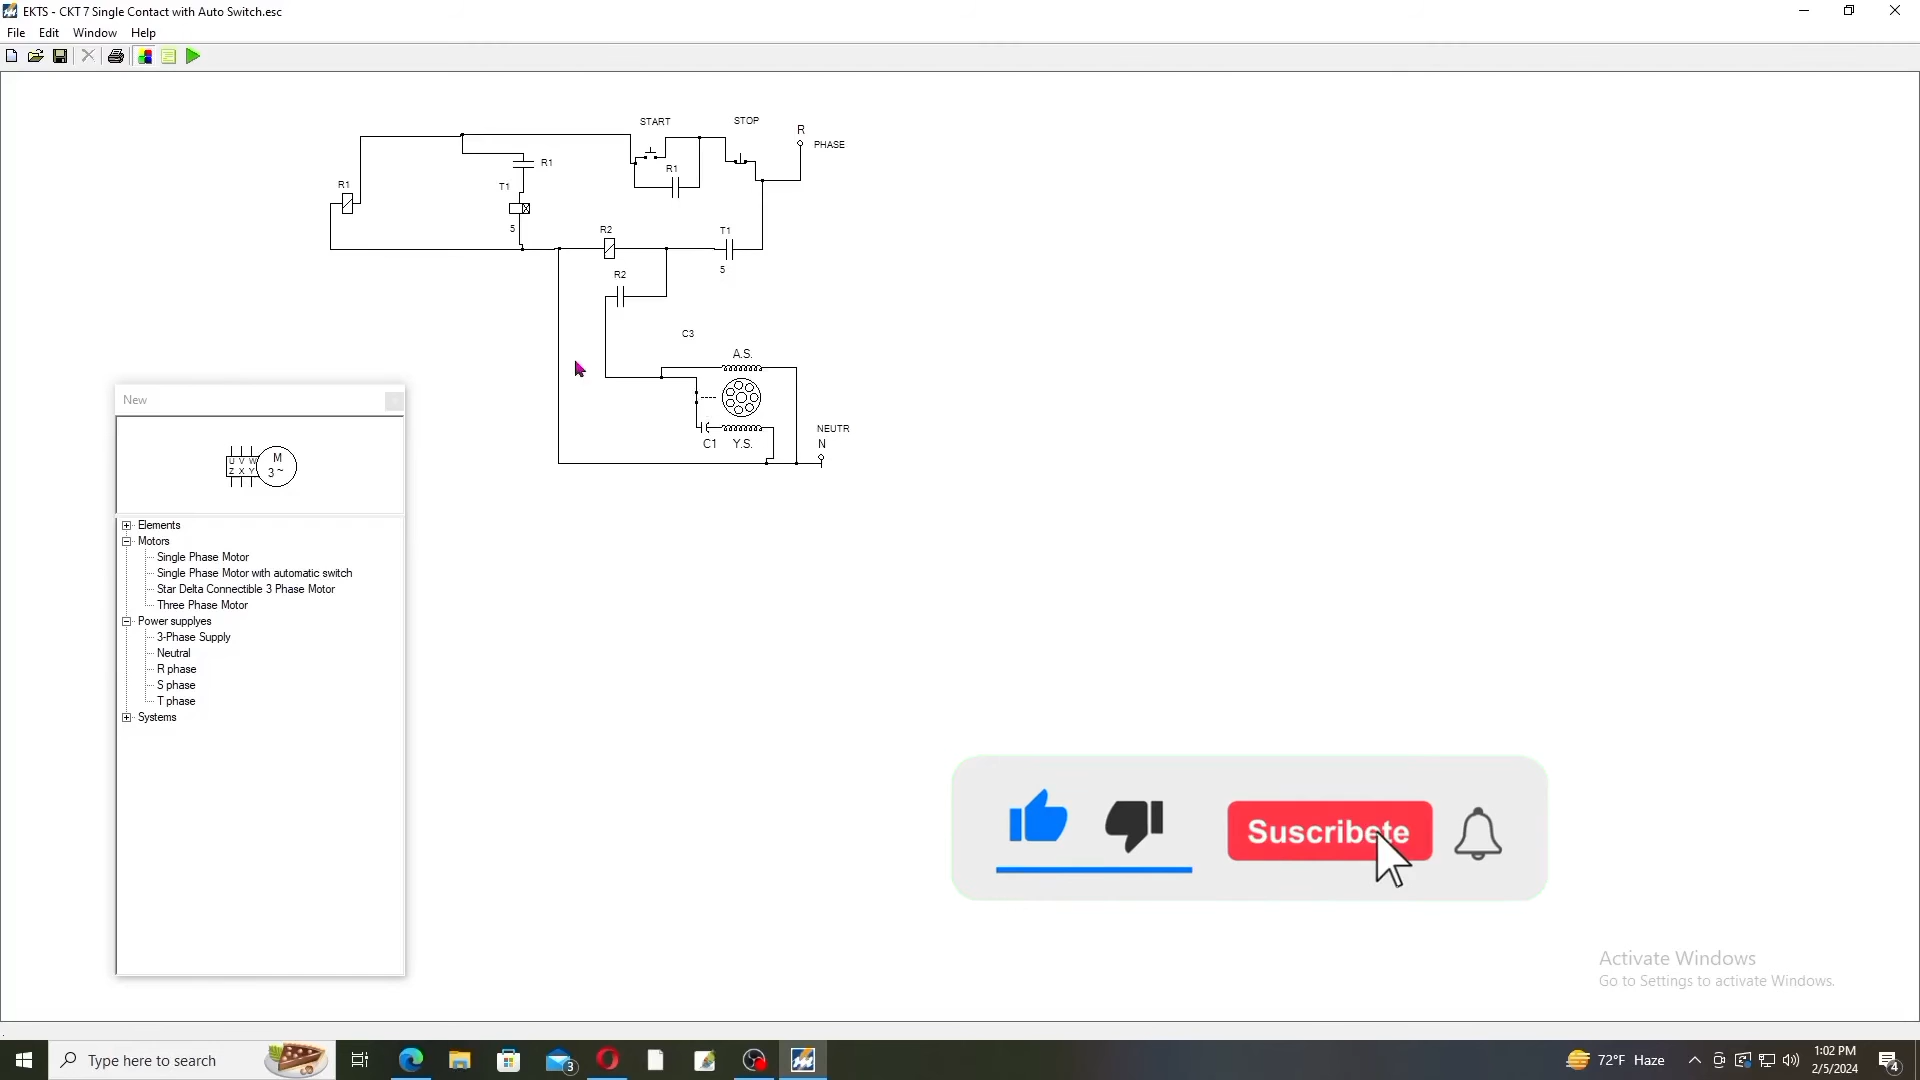 EKTS - CKT 7 Single Contact with Auto Switch.esc
File Edit Window Help
START
STOP
R
PHASE
R1
R1
T1
R1
5
R2
T1
5
R2
C3
A.S.
C1
Y.S.
NEUTR
N
New
M
3 ~
U V W
Z X Y
Elements
Motors
Single Phase Motor
Single Phase Motor with automatic switch
Star Delta Connectible 3 Phase Motor
Three Phase Motor
Power supplyes
3-Phase Supply
Neutral
R phase
S phase
T phase
Systems
Suscribete
Activate Windows
Go to Settings to activate Windows.
Type here to search
3
72°F Haze
1:02 PM
2/5/2024
4